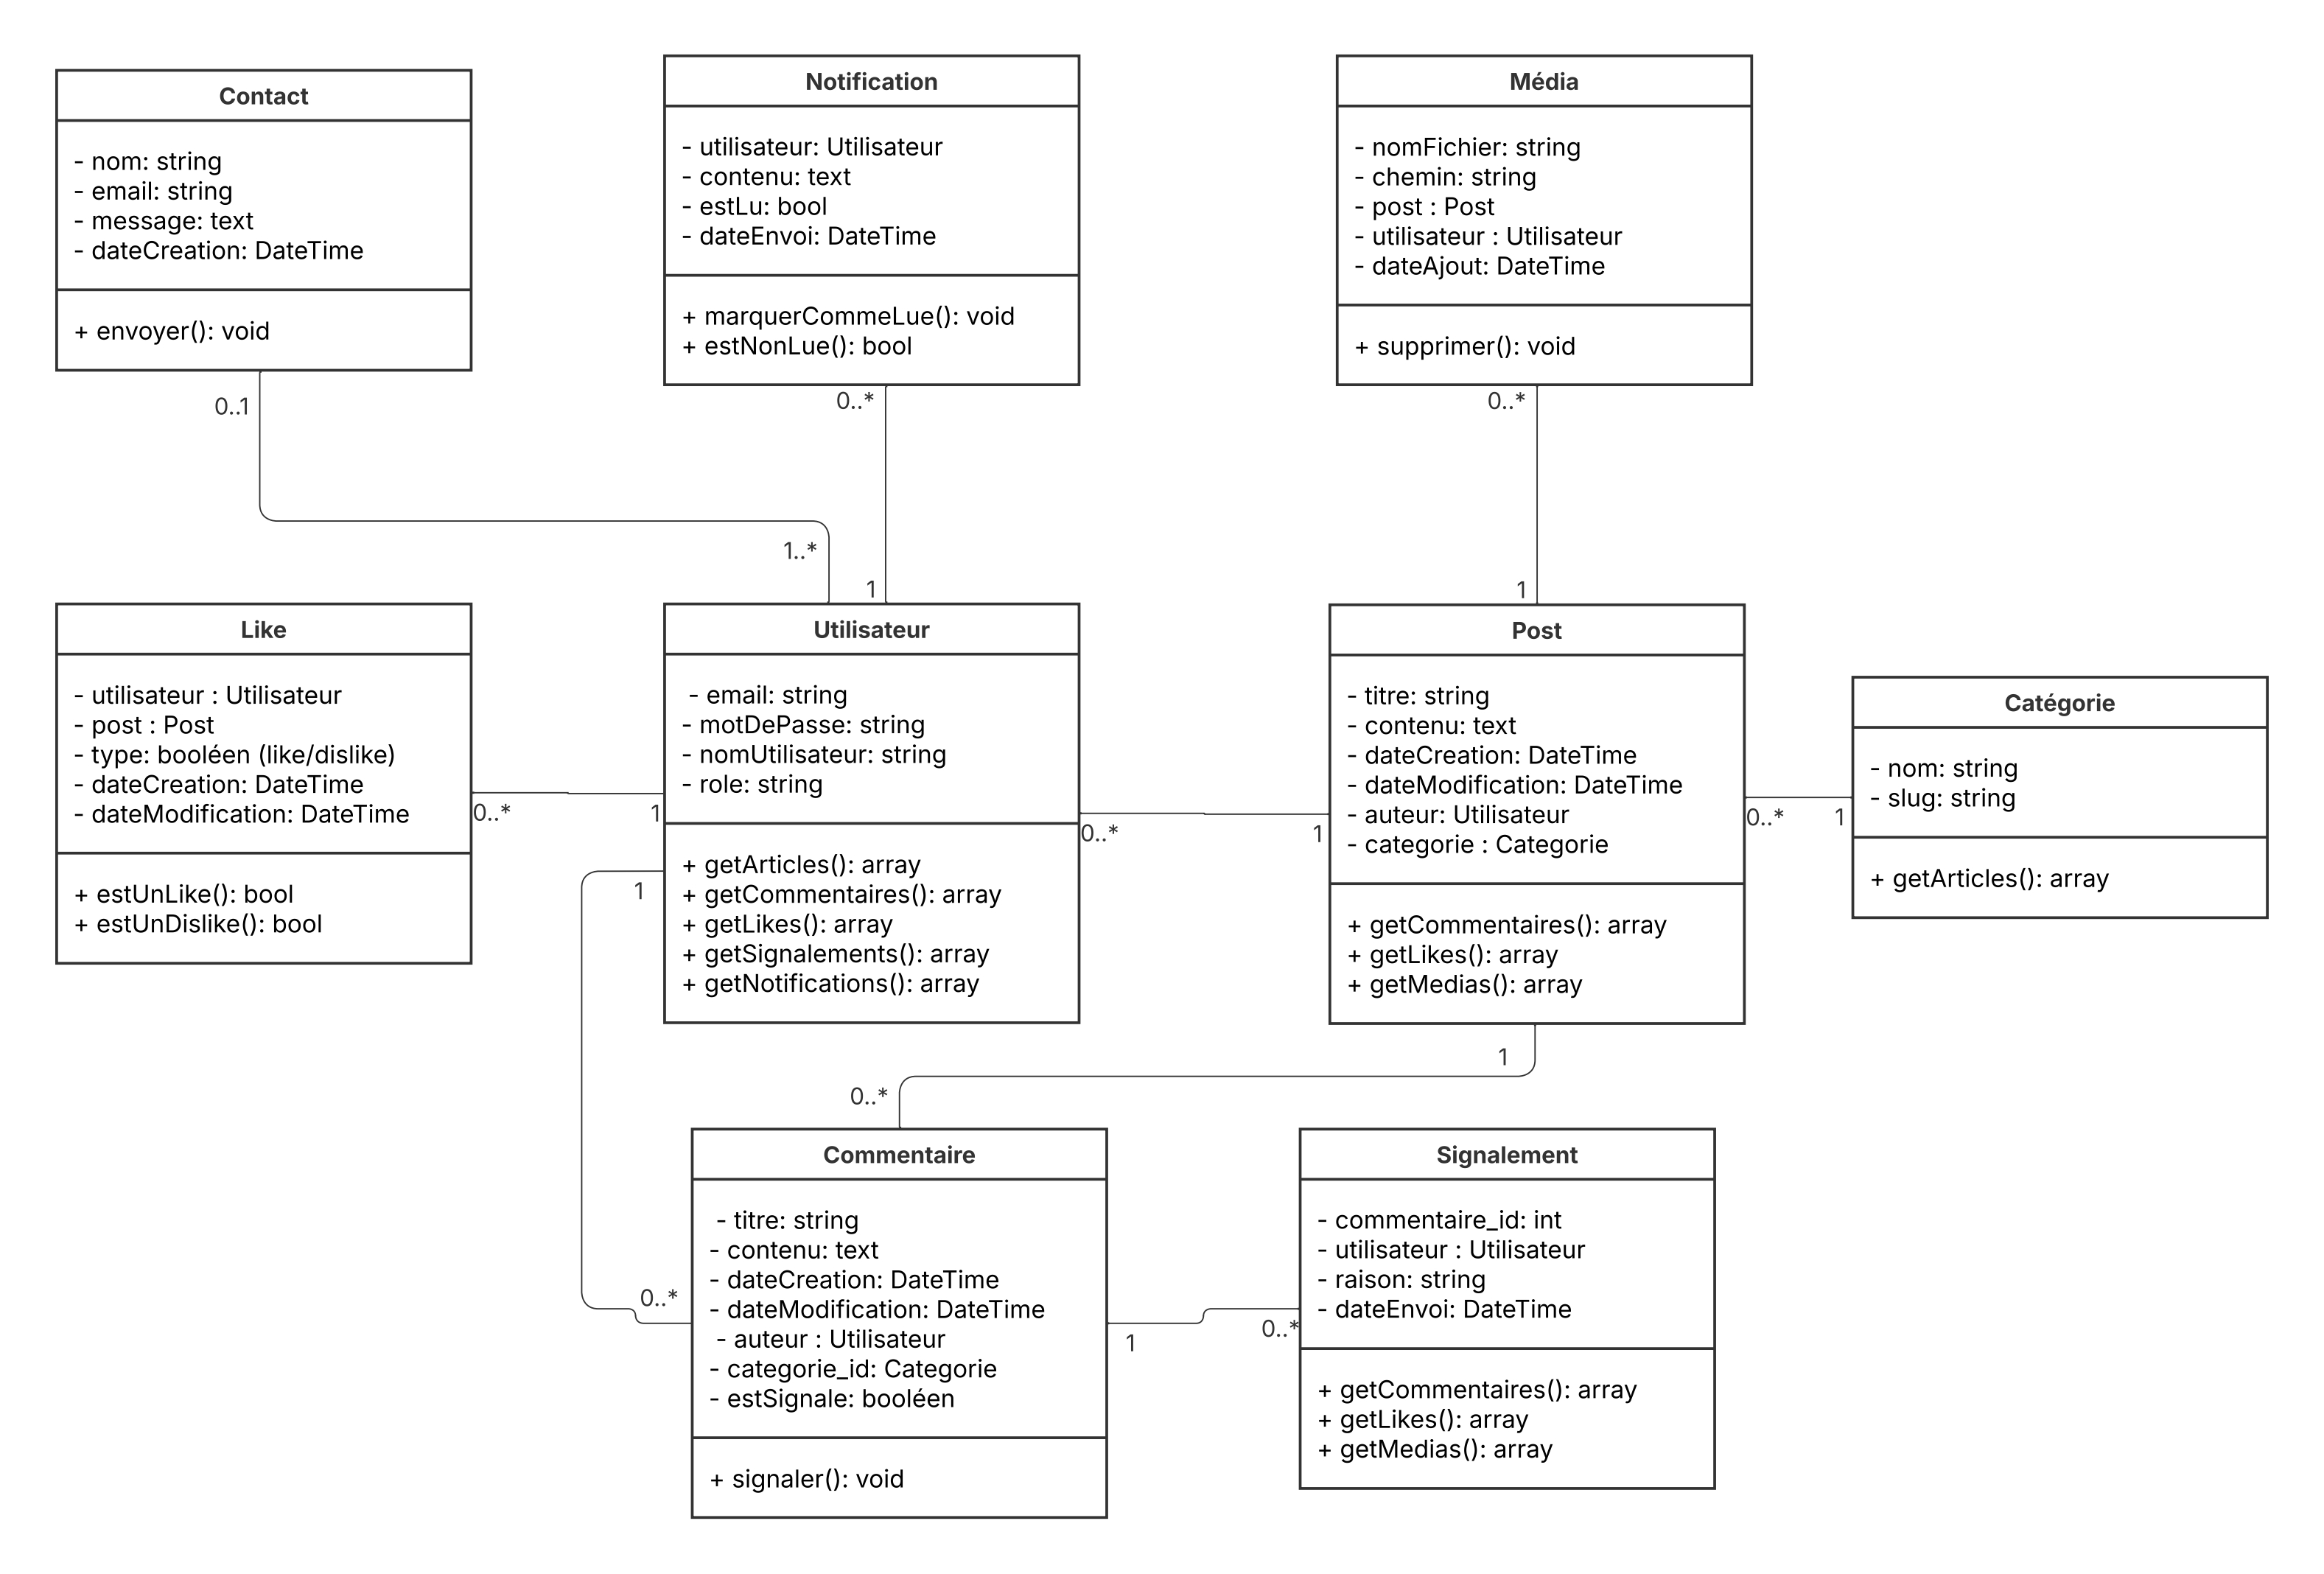 Contact
- nom: string
- email: string
- message: text
- dateCreation: DateTime
+ envoyer(): void
0..1
Notification
- utilisateur: Utilisateur
- contenu: text
- estLu: bool
- dateEnvoi: DateTime
+ marquerCommeLue(): void
+ estNonLue(): bool
0..*
Média
- nomFichier: string
- chemin: string
- post : Post
- utilisateur : Utilisateur
- dateAjout: DateTime
+ supprimer(): void
0..*
1..*
1
1
Like
- utilisateur : Utilisateur
- post : Post
- type: booléen (like/dislike)
- dateCreation: DateTime
- dateModification: DateTime
+ estUnLike(): bool
+ estUnDislike(): bool
0..*
1
Utilisateur
- email: string
- motDePasse: string
- nomUtilisateur: string
- role: string
+ getArticles(): array
+ getCommentaires(): array
+ getLikes(): array
+ getSignalements(): array
+ getNotifications(): array
1
0..*
1
Post
- titre: string
- contenu: text
- dateCreation: DateTime
- dateModification: DateTime
- auteur: Utilisateur
- categorie : Categorie
+ getCommentaires(): array
+ getLikes(): array
+ getMedias(): array
0..*
1
Catégorie
- nom: string
- slug: string
+ getArticles(): array
1
0..*
0..*
Commentaire
- titre: string
- contenu: text
- dateCreation: DateTime
- dateModification: DateTime
- auteur : Utilisateur
- categorie_id: Categorie
- estSignale: booléen
+ signaler(): void
1
0..*
Signalement
- commentaire_id: int
- utilisateur : Utilisateur
- raison: string
- dateEnvoi: DateTime
+ getCommentaires(): array
+ getLikes(): array
+ getMedias(): array